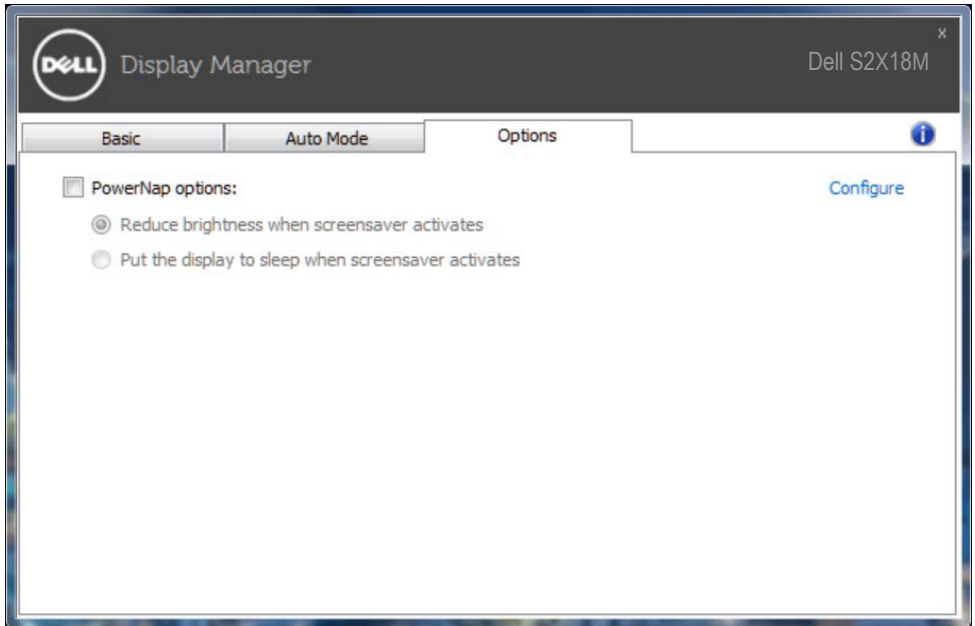 DELL Display Manager
x
Dell S2X18M
Basic Auto Mode Options i
PowerNap options: Configure
Reduce brightness when screensaver activates
Put the display to sleep when screensaver activates